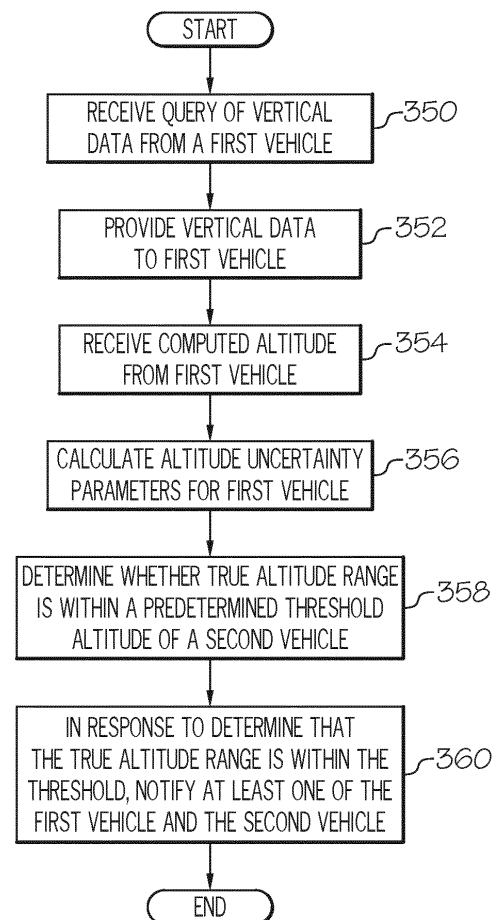 START
RECEIVE QUERY OF VERTICAL
DATA FROM A FIRST VEHICLE
350
PROVIDE VERTICAL DATA
TO FIRST VEHICLE
352
RECEIVE COMPUTED ALTITUDE
FROM FIRST VEHICLE
354
CALCULATE ALTITUDE UNCERTAINTY
PARAMETERS FOR FIRST VEHICLE
356
DETERMINE WHETHER TRUE ALTITUDE RANGE
IS WITHIN A PREDETERMINED THRESHOLD
ALTITUDE OF A SECOND VEHICLE
358
IN RESPONSE TO DETERMINE THAT
THE TRUE ALTITUDE RANGE IS WITHIN THE
THRESHOLD, NOTIFY AT LEAST ONE OF THE
FIRST VEHICLE AND THE SECOND VEHICLE
360
END